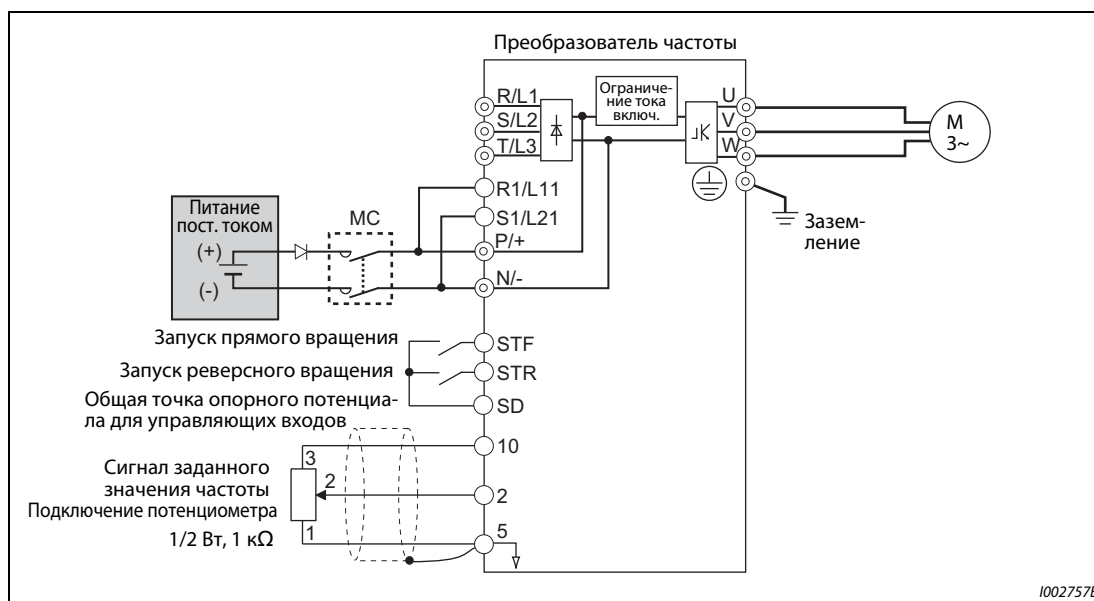 Преобразователь частоты
R/L1
S/L2
T/L3
Ограниче-
ние тока
включ.
U
V
W
M
3~
R1/L11
S1/L21
P/+
N/-
Зазем-
ление
Питание
пост. током
(+)
(-)
MC
Запуск прямого вращения
STF
Запуск реверсного вращения
STR
Общая точка опорного потенциа-
ла для управляющих входов
SD
10
3
Сигнал заданного
значения частоты
2
2
Подключение потенциометра
1/2 Вт, 1 кΩ
1
5
I002757E